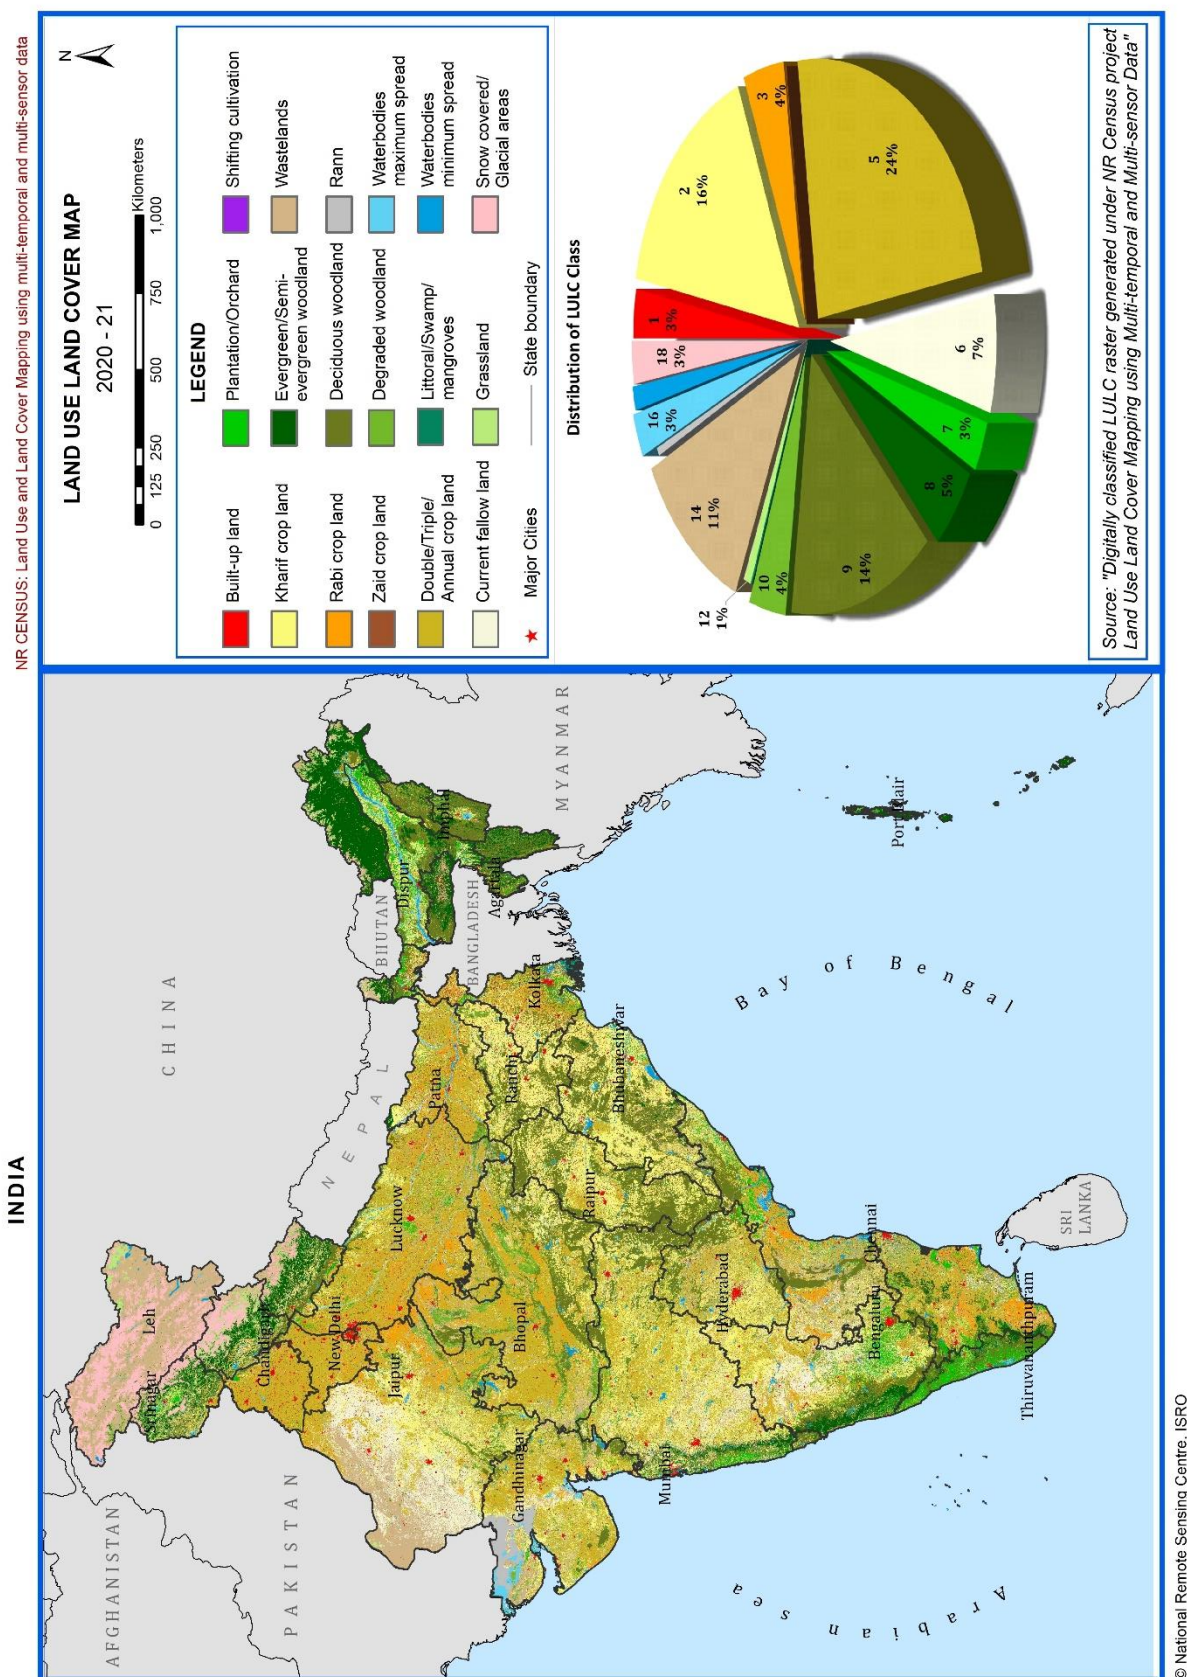 INDIA
NR CENSUS: Land Use and Land Cover Mapping using multi-temporal and multi-sensor data
AFGHANISTAN
CHINA
PAKISTAN
NEPAL
BHUTAN
BANGLADESH
MYANMAR
SRI
LANKA
Arabian sea
Bay of Bengal
Leh
Srinagar
Chandigarh
New delhi
Jaipur
Lucknow
Patna
Dispur
Imphal
Agartala
Gandhinagar
Bhopal
Ranchi
Kolkata
Raipur
Bhubaneshwar
Mumbai
Hyderabad
Bengaluru
Chennai
Port Blair
Thiruvananthpuram
LAND USE LAND COVER MAP
2020 - 21
N
0 125 250 500 750 1,000
Kilometers
LEGEND
Built-up land
Kharif crop land
Rabi crop land
Zaid crop land
Double/Triple/
Annual crop land
Current fallow land
Major Cities
Plantation/Orchard
Evergreen/Semi-
evergreen woodland
Deciduous woodland
Degraded woodland
Littoral/Swamp/
mangroves
Grassland
State boundary
Shifting cultivation
Wastelands
Rann
Waterbodies
maximum spread
Waterbodies
minimum spread
Snow covered/
Glacial areas
Distribution of LULC Class
1
3%
2
16%
3
4%
5
24%
6
7%
7
3%
8
5%
9
14%
10
4%
12
1%
14
11%
16
3%
18
3%
Source: "Digitally classified LULC raster generated under NR Census project
Land Use Land Cover Mapping using Multi-temporal and Multi-sensor Data"
© National Remote Sensing Centre, ISRO